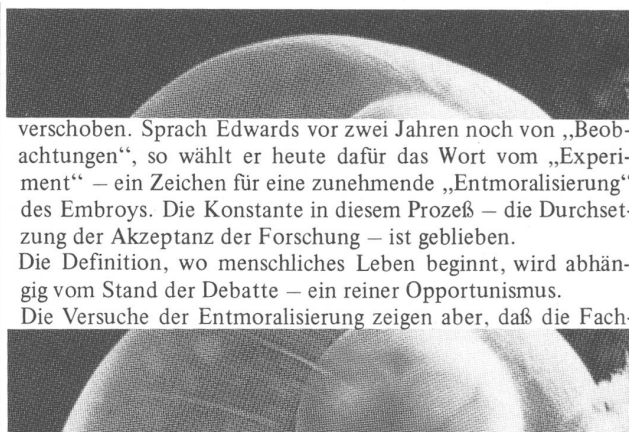 verschoben. Sprach Edwards vor zwei Jahren noch von „Beob-
achtungen“, so wählt er heute dafür das Wort vom „Experi-
ment“ — ein Zeichen für eine zunehmende „Entmoralisierung“
des Embroys. Die Konstante in diesem Prozeß — die Durchset-
zung der Akzeptanz der Forschung — ist geblieben.
Die Definition, wo menschliches Leben beginnt, wird abhän-
gig vom Stand der Debatte — ein reiner Opportunismus.
Die Versuche der Entmoralisierung zeigen aber, daß die Fach-